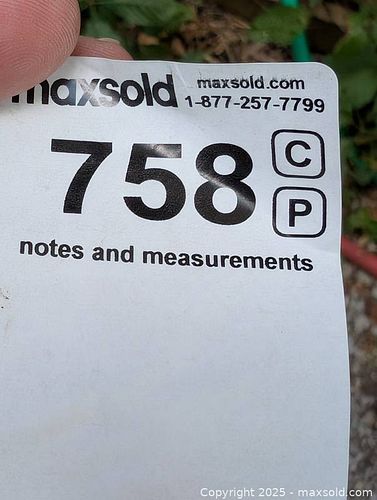 maxsold
maxsold.com
1-877-257-7799
758
C
P
notes and measurements
Copyright 2025 - maxsold.com